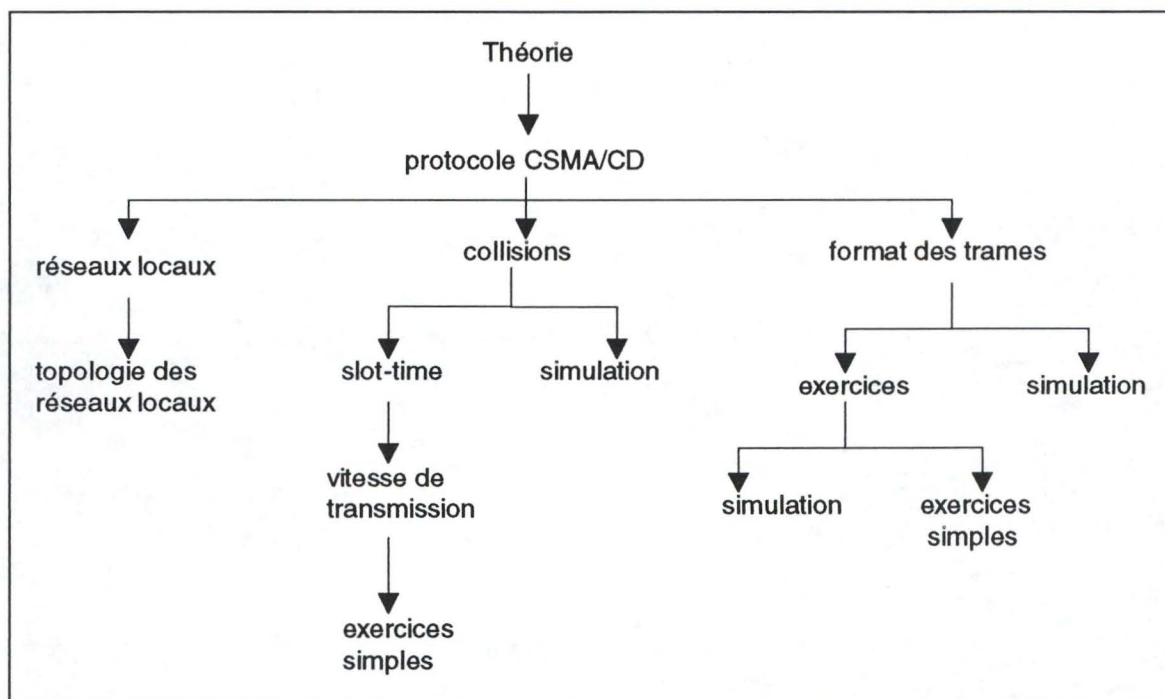 Théorie
protocole CSMA/CD
réseaux locaux
collisions
format des trames
topologie des
réseaux locaux
slot-time
simulation
exercices
simulation
vitesse de
transmission
simulation
exercices
simples
exercices
simples